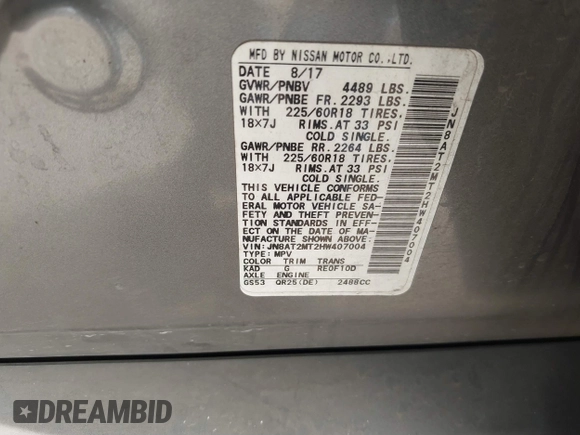 MFD BY NISSAN MOTOR CO.,LTD.
DATE 8/17
GVWR/PNBV 4489 LBS.
GAWR/PNBE FR. 2293 LBS.
WITH 225/60R18 TIRES,
18×7J RIMS.AT 33 PSI
COLD SINGLE.
GAWR/PNBE RR. 2264 LBS.
WITH 225/60R18 TIRES,
18×7J RIMS.AT 33 PSI
COLD SINGLE.
THIS VEHICLE CONFORMS
TO ALL APPLICABLE FED-
ERAL MOTOR VEHICLE SA-
FETY AND THEFT PREVEN-
TION STANDARDS IN EFF-
ECT ON THE DATE OF MA-
NUFACTURE SHOWN ABOVE.
VIN:JN8AT2MT2HW407004
TYPE:MPV
COLOR TRIM TRANS
KAD G RE0F10D
AXLE ENGINE
GS53 QR25(DE) 2488CC
JN8AT2MT2HW407004
DREAMBID